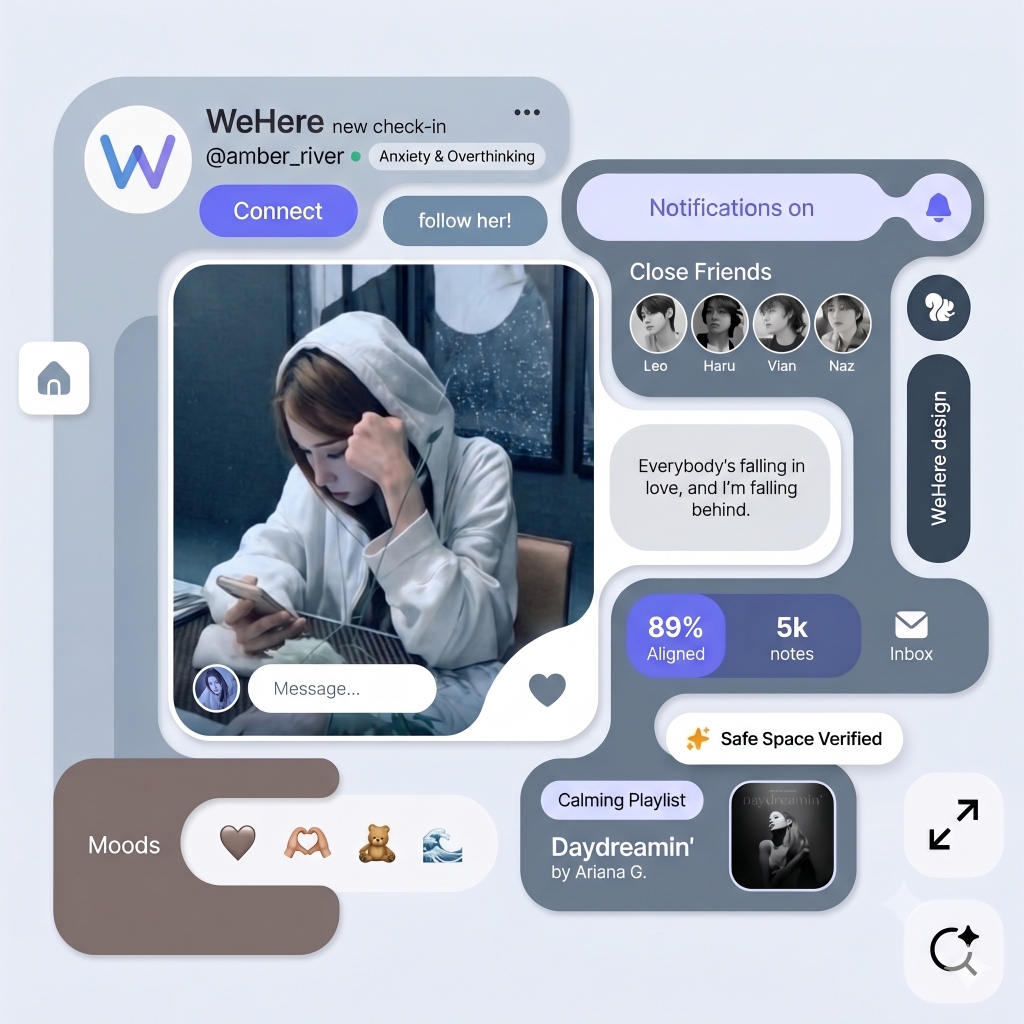 W
WeHere new check-in
@amber_river
Anxiety & Overthinking
Connect
follow her!
Notifications on
Close Friends
Leo
Haru
Vian
Naz
WeHere design
Everybody's falling in
love, and I'm falling
behind.
89%
Aligned
5k
notes
Inbox
Message...
Safe Space Verified
Moods
Calming Playlist
Daydreamin'
by Ariana G.
Daydreamin'